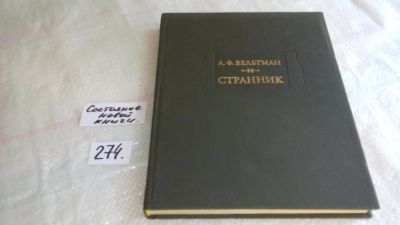 Состояние
новой
книги.
274.
А. Ф. ВЕЛЬТМАН
СТРАННИК